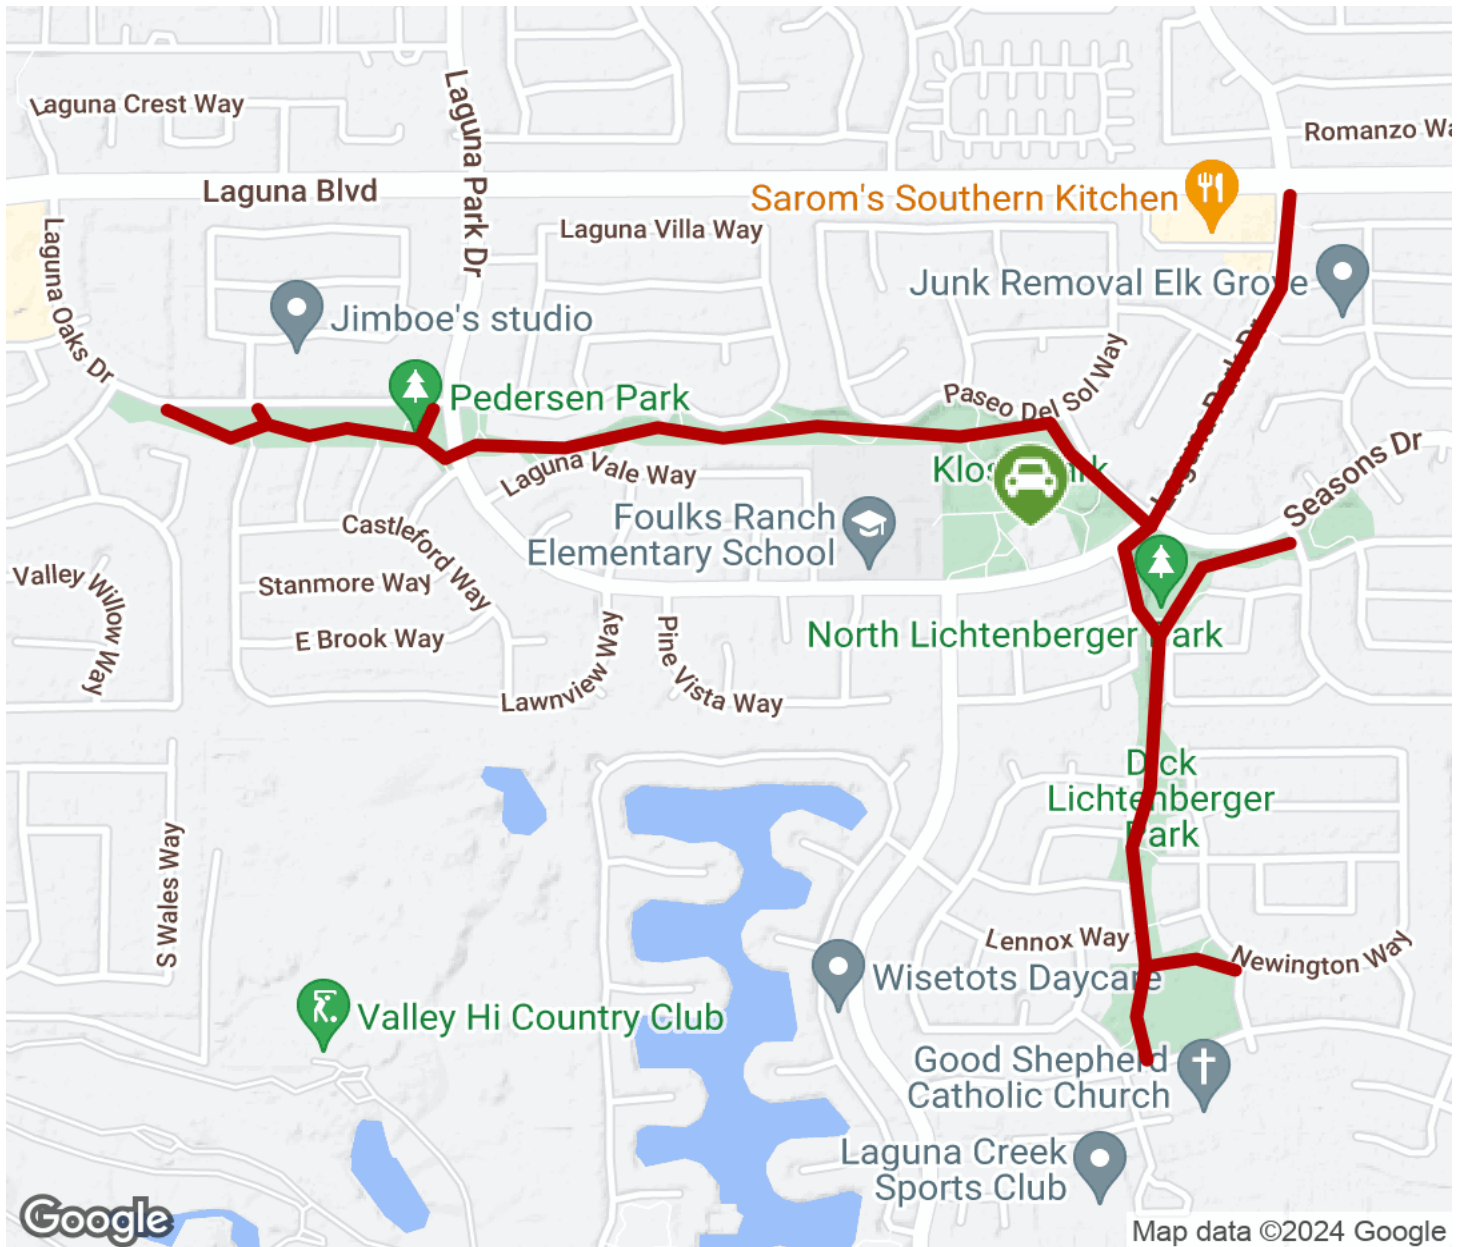 Laguna Crest Way
Laguna Park Dr
Romanzo Wa
Laguna Blvd
Sarom's Southern Kitchen
Laguna Villa Way
Laguna Oaks Dr
Junk Removal Elk Grove
Jimboe's studio
Laguna Park Dr
Paseo Del Sol Way
Pedersen Park
Seasons Dr
Laguna Vale Way
Foulks Ranch
Elementary School
Castleford Way
Valley Willow Way
Stanmore Way
E Brook Way
Lawnview Way
Pine Vista Way
North Lichtenberger Park
Dick
Lichtenberger
Park
S Wales Way
Lennox Way
Newington Way
Wisetots Daycare
Valley Hi Country Club
Good Shepherd
Catholic Church
Laguna Creek
Sports Club
Google
Map data ©2024 Google